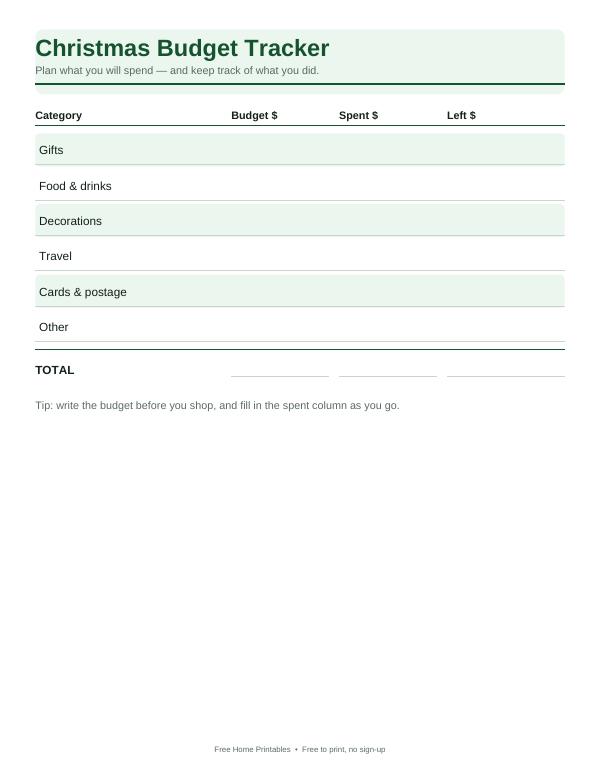 Christmas Budget Tracker
Plan what you will spend — and keep track of what you did.
Category Budget $ Spent $ Left $
Gifts
Food & drinks
Decorations
Travel
Cards & postage
Other
TOTAL
Tip: write the budget before you shop, and fill in the spent column as you go.
Free Home Printables • Free to print, no sign-up